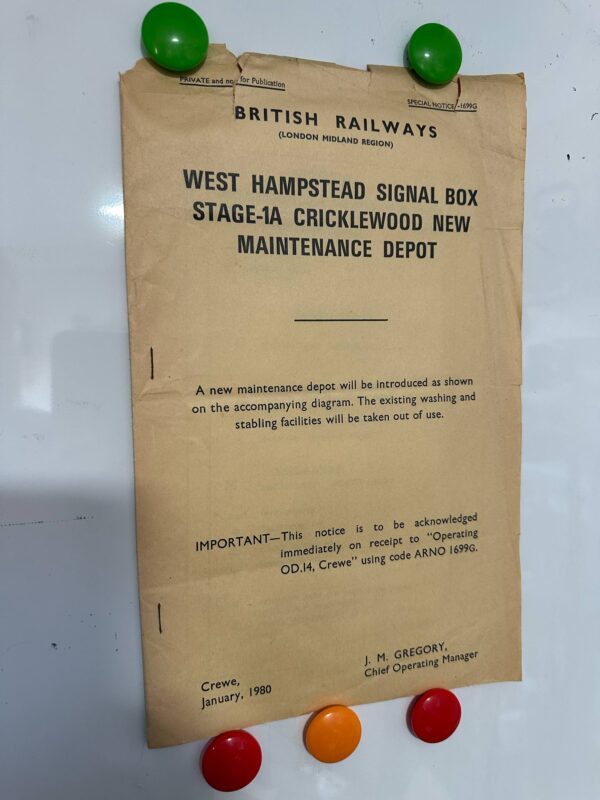 PRIVATE and not for Publication
SPECIAL NOTICE -1699G
BRITISH RAILWAYS
(LONDON MIDLAND REGION)
WEST HAMPSTEAD SIGNAL BOX
STAGE-1A CRICKLEWOOD NEW
MAINTENANCE DEPOT
A new maintenance depot will be introduced as shown
on the accompanying diagram. The existing washing and
stabling facilities will be taken out of use.
IMPORTANT—This notice is to be acknowledged
immediately on receipt to "Operating
OD.14, Crewe" using code ARNO 1699G.
J. M. GREGORY,
Chief Operating Manager
Crewe,
January, 1980